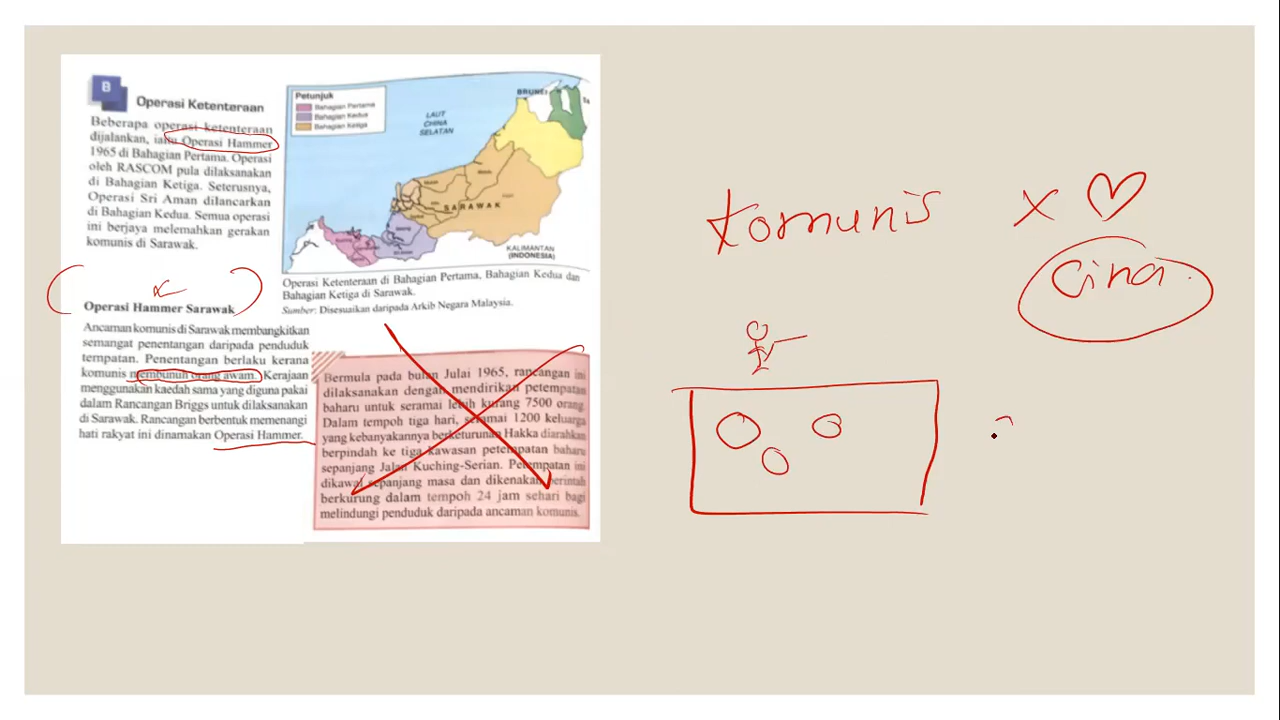 B
Operasi Ketenteraan
Beberapa operasi ketenteraan
dijalankan, iaitu Operasi Hammer
1965 di Bahagian Pertama. Operasi
oleh RASCOM pula dilaksanakan
di Bahagian Ketiga. Seterusnya,
Operasi Sri Aman dilancarkan
di Bahagian Kedua. Semua operasi
ini berjaya melemahkan gerakan
komunis di Sarawak.
Petunjuk
Bahagian Pertama
Bahagian Kedua
Bahagian Ketiga
LAUT
CHINA
SELATAN
BRUNEI
SARAWAK
KALIMANTAN
(INDONESIA)
Operasi Ketenteraan di Bahagian Pertama, Bahagian Kedua dan
Bahagian Ketiga di Sarawak.
Sumber: Disesuaikan daripada Arkib Negara Malaysia.
Operasi Hammer Sarawak
Ancaman komunis di Sarawak membangkitkan
semangat penentangan daripada penduduk
tempatan. Penentangan berlaku kerana
komunis membunuh orang awam. Kerajaan
menggunakan kaedah sama yang diguna pakai
dalam Rancangan Briggs untuk dilaksanakan
di Sarawak. Rancangan berbentuk memenangi
hati rakyat ini dinamakan Operasi Hammer.
Bermula pada bulan Julai 1965, rancangan ini
dilaksanakan dengan mendirikan petempatan
baharu untuk seramai lebih kurang 7500 orang.
Dalam tempoh tiga hari, seramai 1200 keluarga
yang kebanyakannya berketurunan Hakka diarahkan
berpindah ke tiga kawasan petempatan baharu
sepanjang Jalan Kuching-Serian. Petempatan ini
dikawal sepanjang masa dan dikenakan perintah
berkurung dalam tempoh 24 jam sehari bagi
melindungi penduduk daripada ancaman komunis.
Komunis x
Cina